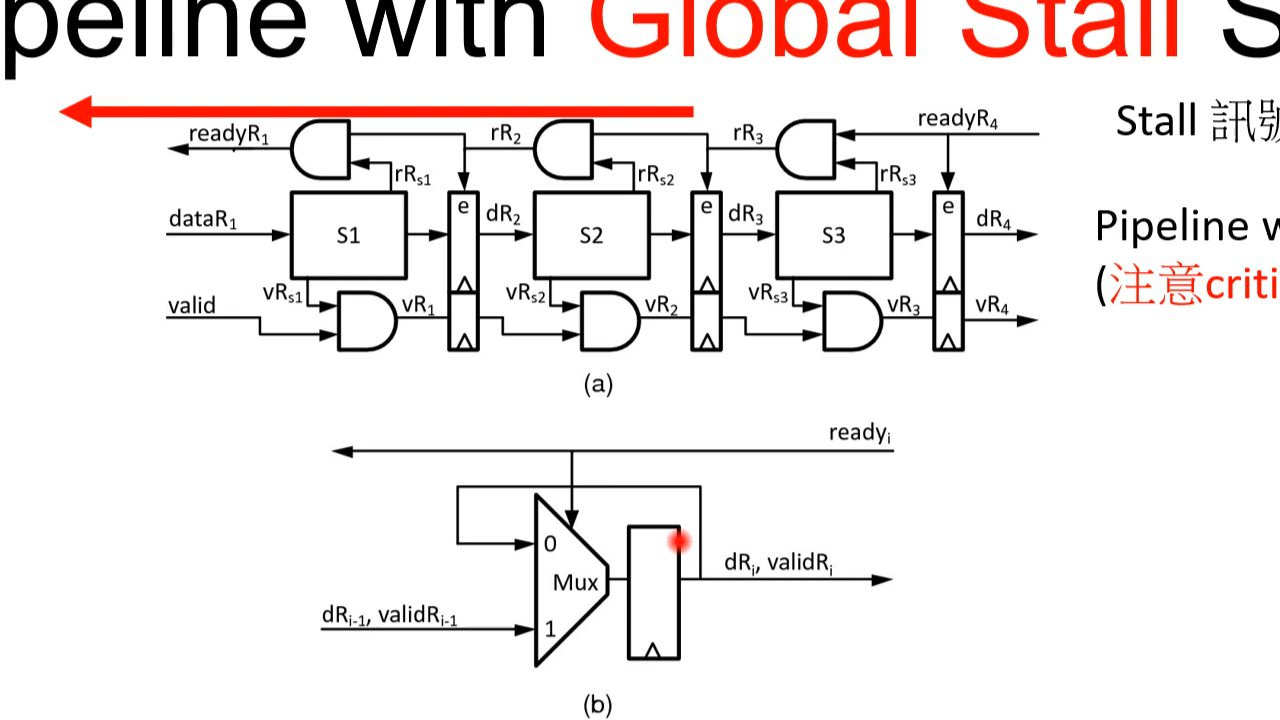 peline with Global Stall S
readyR1 rR2 rR3 readyR4
rRs1 rRs2 rRs3
dataR1 S1 e dR2 S2 e dR3 S3 e dR4
valid vRs1 vR1 vRs2 vR2 vRs3 vR3 vR4
(a)
Stall 訊號
Pipeline w
(注意criti
readyi
0
Mux
dRi, validRi
dRi-1, validRi-1
1
(b)